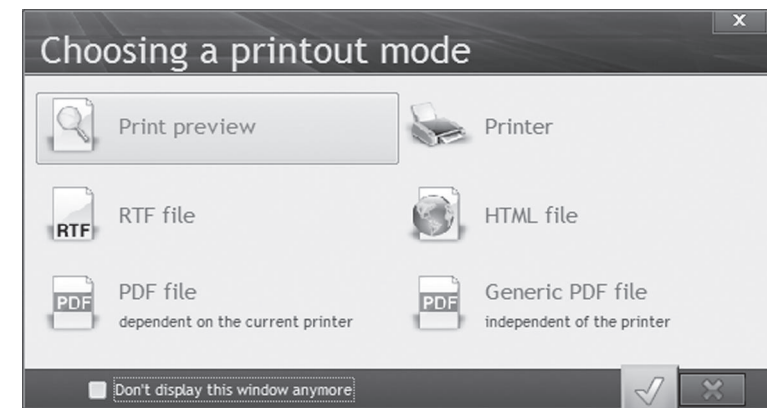 x
Choosing a printout mode
Print preview
Printer
RTF
RTF file
HTML file
PDF
PDF file
dependent on the current printer
PDF
Generic PDF file
independent of the printer
Don't display this window anymore